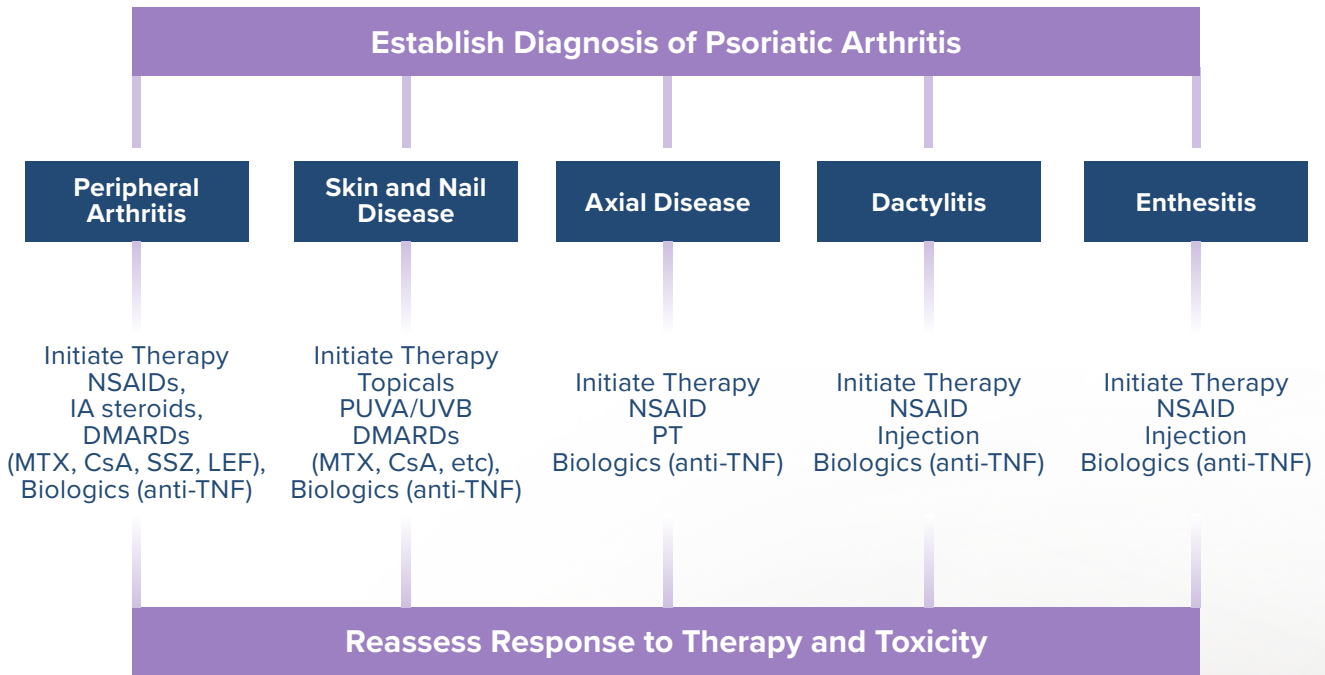 Establish Diagnosis of Psoriatic Arthritis
Peripheral
Arthritis
Skin and Nail
Disease
Axial Disease
Dactylitis
Enthesitis
Initiate Therapy
NSAIDs,
IA steroids,
DMARDs
(MTX, CsA, SSZ, LEF),
Biologics (anti-TNF)
Initiate Therapy
Topicals
PUVA/UVB
DMARDs
(MTX, CsA, etc),
Biologics (anti-TNF)
Initiate Therapy
NSAID
PT
Biologics (anti-TNF)
Initiate Therapy
NSAID
Injection
Biologics (anti-TNF)
Initiate Therapy
NSAID
Injection
Biologics (anti-TNF)
Reassess Response to Therapy and Toxicity